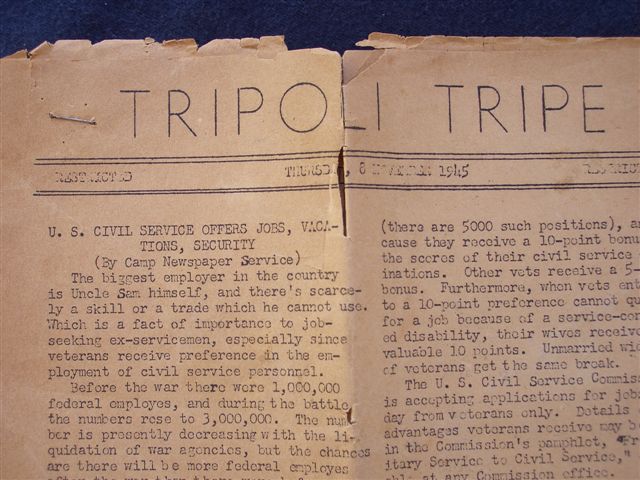 TRIPOLI TRIPE
RESTRICTED THURSDAY, 8 NOVEMBER 1945
U. S. CIVIL SERVICE OFFERS JOBS, VACA-
TIONS, SECURITY
(By Camp Newspaper Service)
The biggest employer in the country
is Uncle Sam himself, and there's scarce-
ly a skill or a trade which he cannot use.
Which is a fact of importance to job-
seeking ex-servicemen, especially since
veterans receive preference in the em-
ployment of civil service personnel.
Before the war there were 1,000,000
federal employes, and during the battle
the numbers rose to 3,000,000. The num
ber is presently decreasing with the li-
quidation of war agencies, but the chances
are there will be more federal employes
(there are 5000 such positions),
cause they receive a 10-point bonus
the scores of their civil service
inations. Other vets receive a 5-
bonus. Furthermore, when vets
to a 10-point preference cannot
for a job because of a service-con
ed disability, their wives receive
valuable 10 points. Unmarried
of veterans get the same break.
The U. S. Civil Service
is accepting applications for
day from veterans only. Details
advantages veterans receive may
in the Commission's pamphlet,
itary Service to Civil Service,"
at any Commission office.